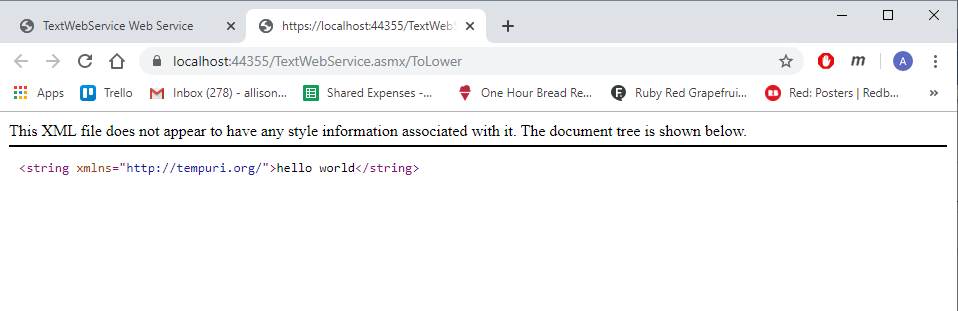 TextWebService Web Service
https://localhost:44355/TextWebS
localhost:44355/TextWebService.asmx/ToLower
m
A
Apps
Trello
Inbox (278) - allison...
Shared Expenses -...
One Hour Bread Re...
Ruby Red Grapefrui...
Red: Posters | Redb...
»
This XML file does not appear to have any style information associated with it. The document tree is shown below.
<string xmlns="http://tempuri.org/">hello world</string>